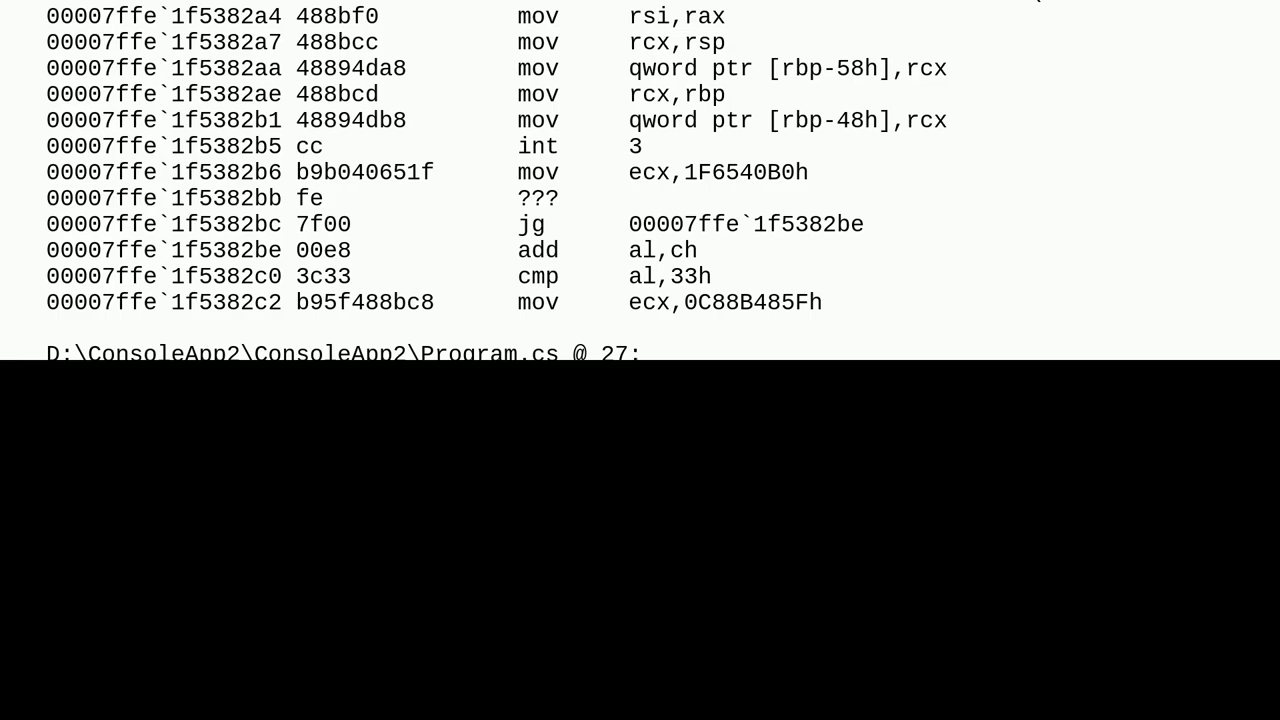 00007ffe`1f5382a4 488bf0          mov     rsi,rax
00007ffe`1f5382a7 488bcc          mov     rcx,rsp
00007ffe`1f5382aa 48894da8        mov     qword ptr [rbp-58h],rcx
00007ffe`1f5382ae 488bcd          mov     rcx,rbp
00007ffe`1f5382b1 48894db8        mov     qword ptr [rbp-48h],rcx
00007ffe`1f5382b5 cc              int     3
00007ffe`1f5382b6 b9b040651f      mov     ecx,1F6540B0h
00007ffe`1f5382bb fe              ???
00007ffe`1f5382bc 7f00            jg      00007ffe`1f5382be
00007ffe`1f5382be 00e8            add     al,ch
00007ffe`1f5382c0 3c33            cmp     al,33h
00007ffe`1f5382c2 b95f488bc8      mov     ecx,0C88B485Fh
D:\ConsoleApp2\ConsoleApp2\Program.cs @ 27: